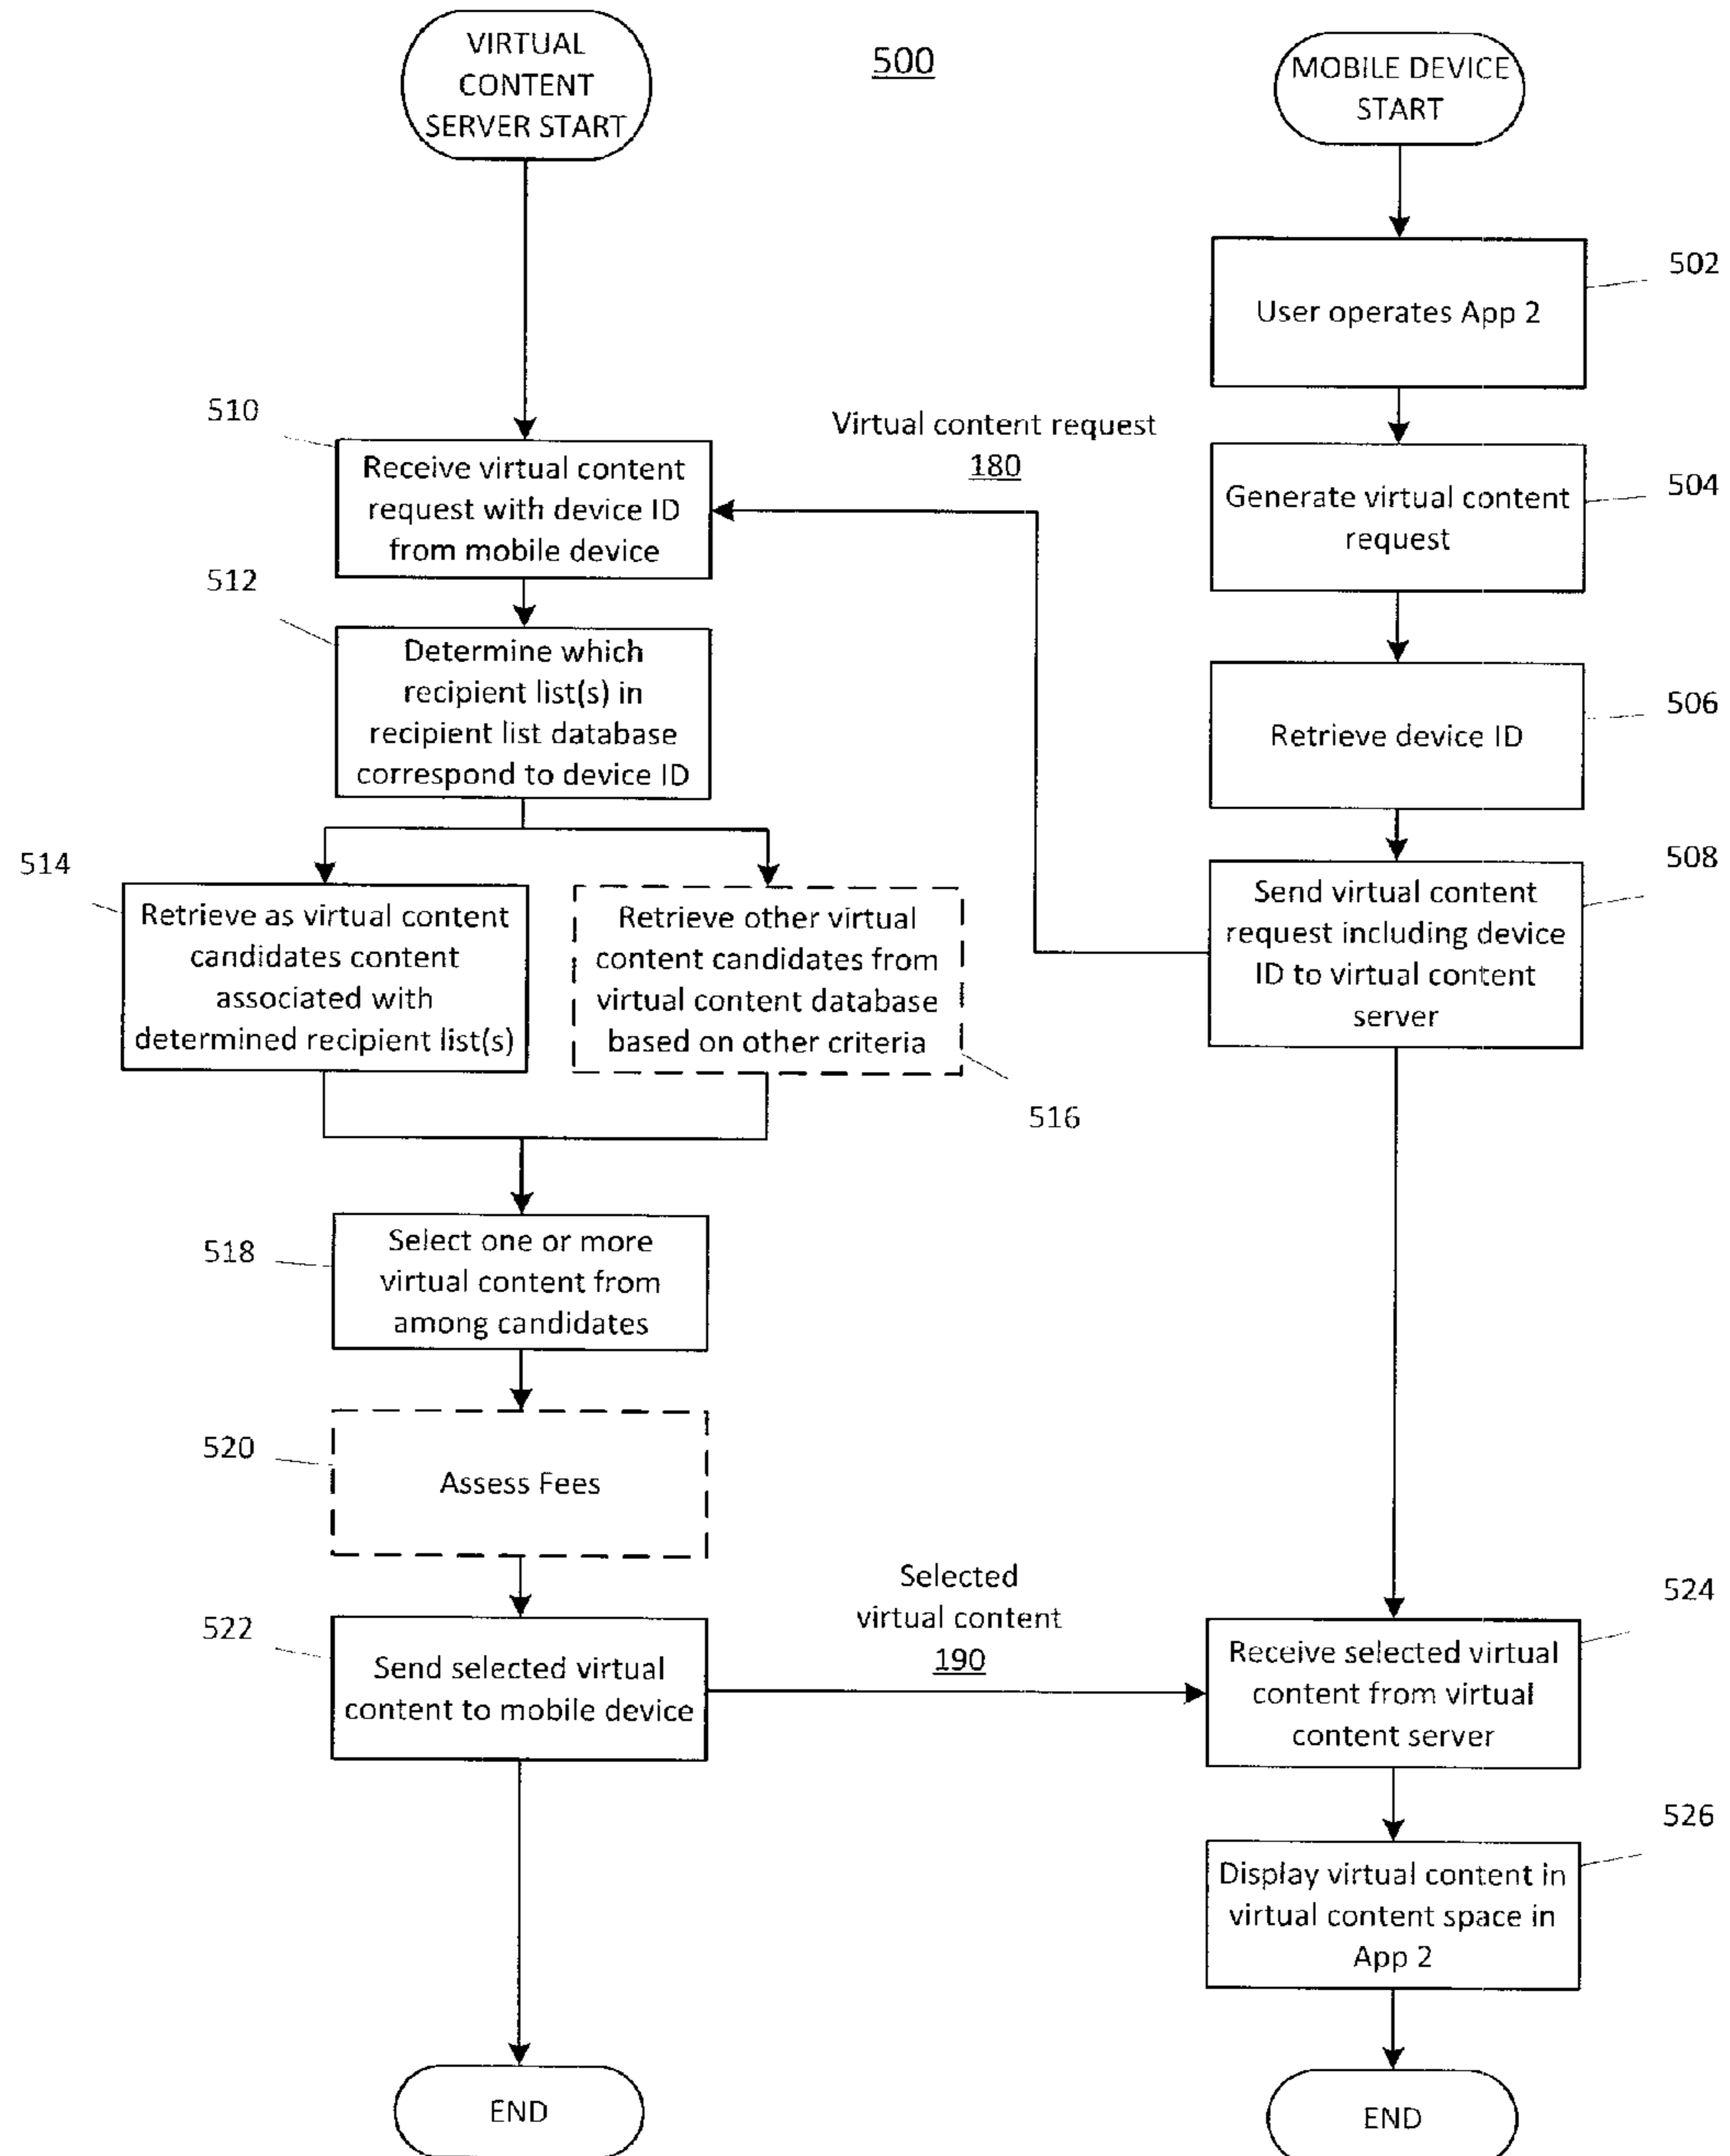 VIRTUAL
CONTENT
SERVER START
500
MOBILE DEVICE
START
502
User operates App 2
504
Generate virtual content
request
506
Retrieve device ID
508
Send virtual content
request including device
ID to virtual content
server
Virtual content request
180
510
Receive virtual content
request with device ID
from mobile device
512
Determine which
recipient list(s) in
recipient list database
correspond to device ID
514
Retrieve as virtual content
candidates content
associated with
determined recipient list(s)
Retrieve other virtual
content candidates from
virtual content database
based on other criteria
516
518
Select one or more
virtual content from
among candidates
520
Assess Fees
522
Send selected virtual
content to mobile device
Selected
virtual content
190
524
Receive selected virtual
content from virtual
content server
526
Display virtual content in
virtual content space in
App 2
END
END